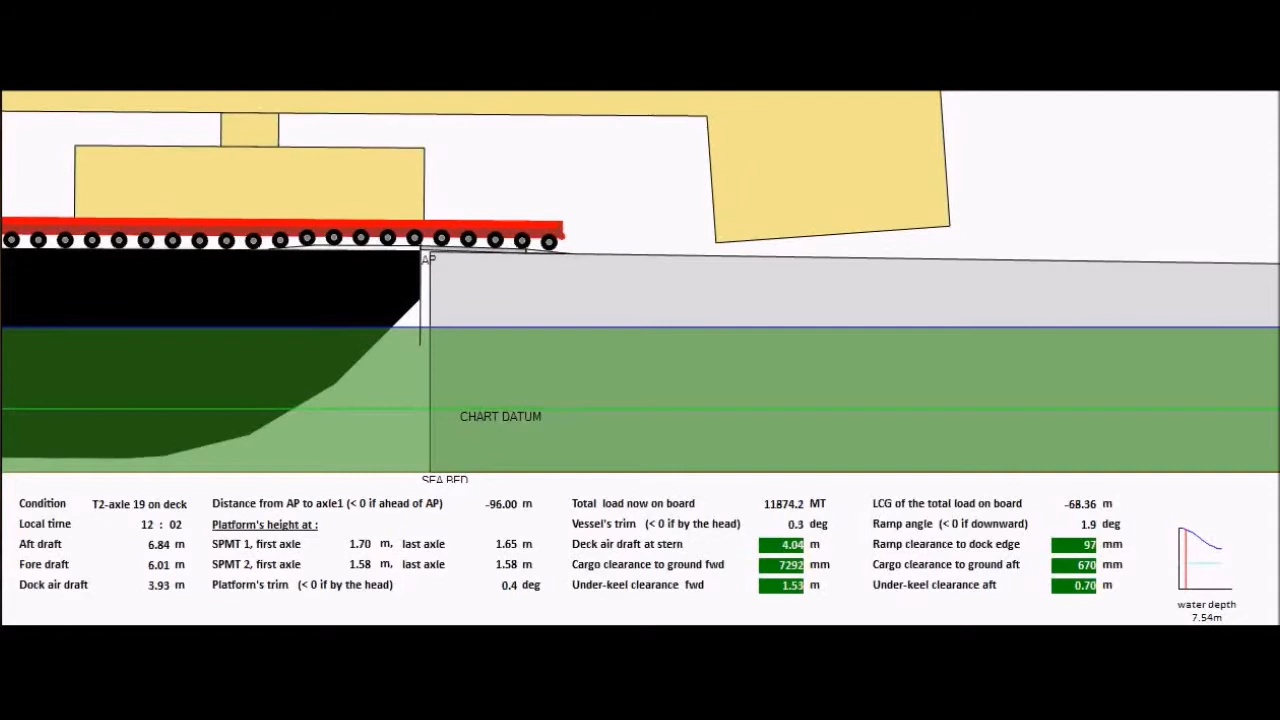 AP
CHART DATUM
SEA BED
Condition T2-axle 19 on deck Distance from AP to axle1 (< 0 if ahead of AP) -96.00 m Total load now on board 11874.2 MT LCG of the total load on board -68.36 m
Local time 12 : 02 Platform's height at : Vessel's trim (< 0 if by the head) 0.3 deg Ramp angle (< 0 if downward) 1.9 deg
Aft draft 6.84 m SPMT 1, first axle 1.70 m, last axle 1.65 m Deck air draft at stern 4.04 m Ramp clearance to dock edge 97 mm
Fore draft 6.01 m SPMT 2, first axle 1.58 m, last axle 1.58 m Cargo clearance to ground fwd 7292 mm Cargo clearance to ground aft 670 mm
Dock air draft 3.93 m Platform's trim (< 0 if by the head) 0.4 deg Under-keel clearance fwd 1.53 m Under-keel clearance aft 0.70 m
water depth
7.54m